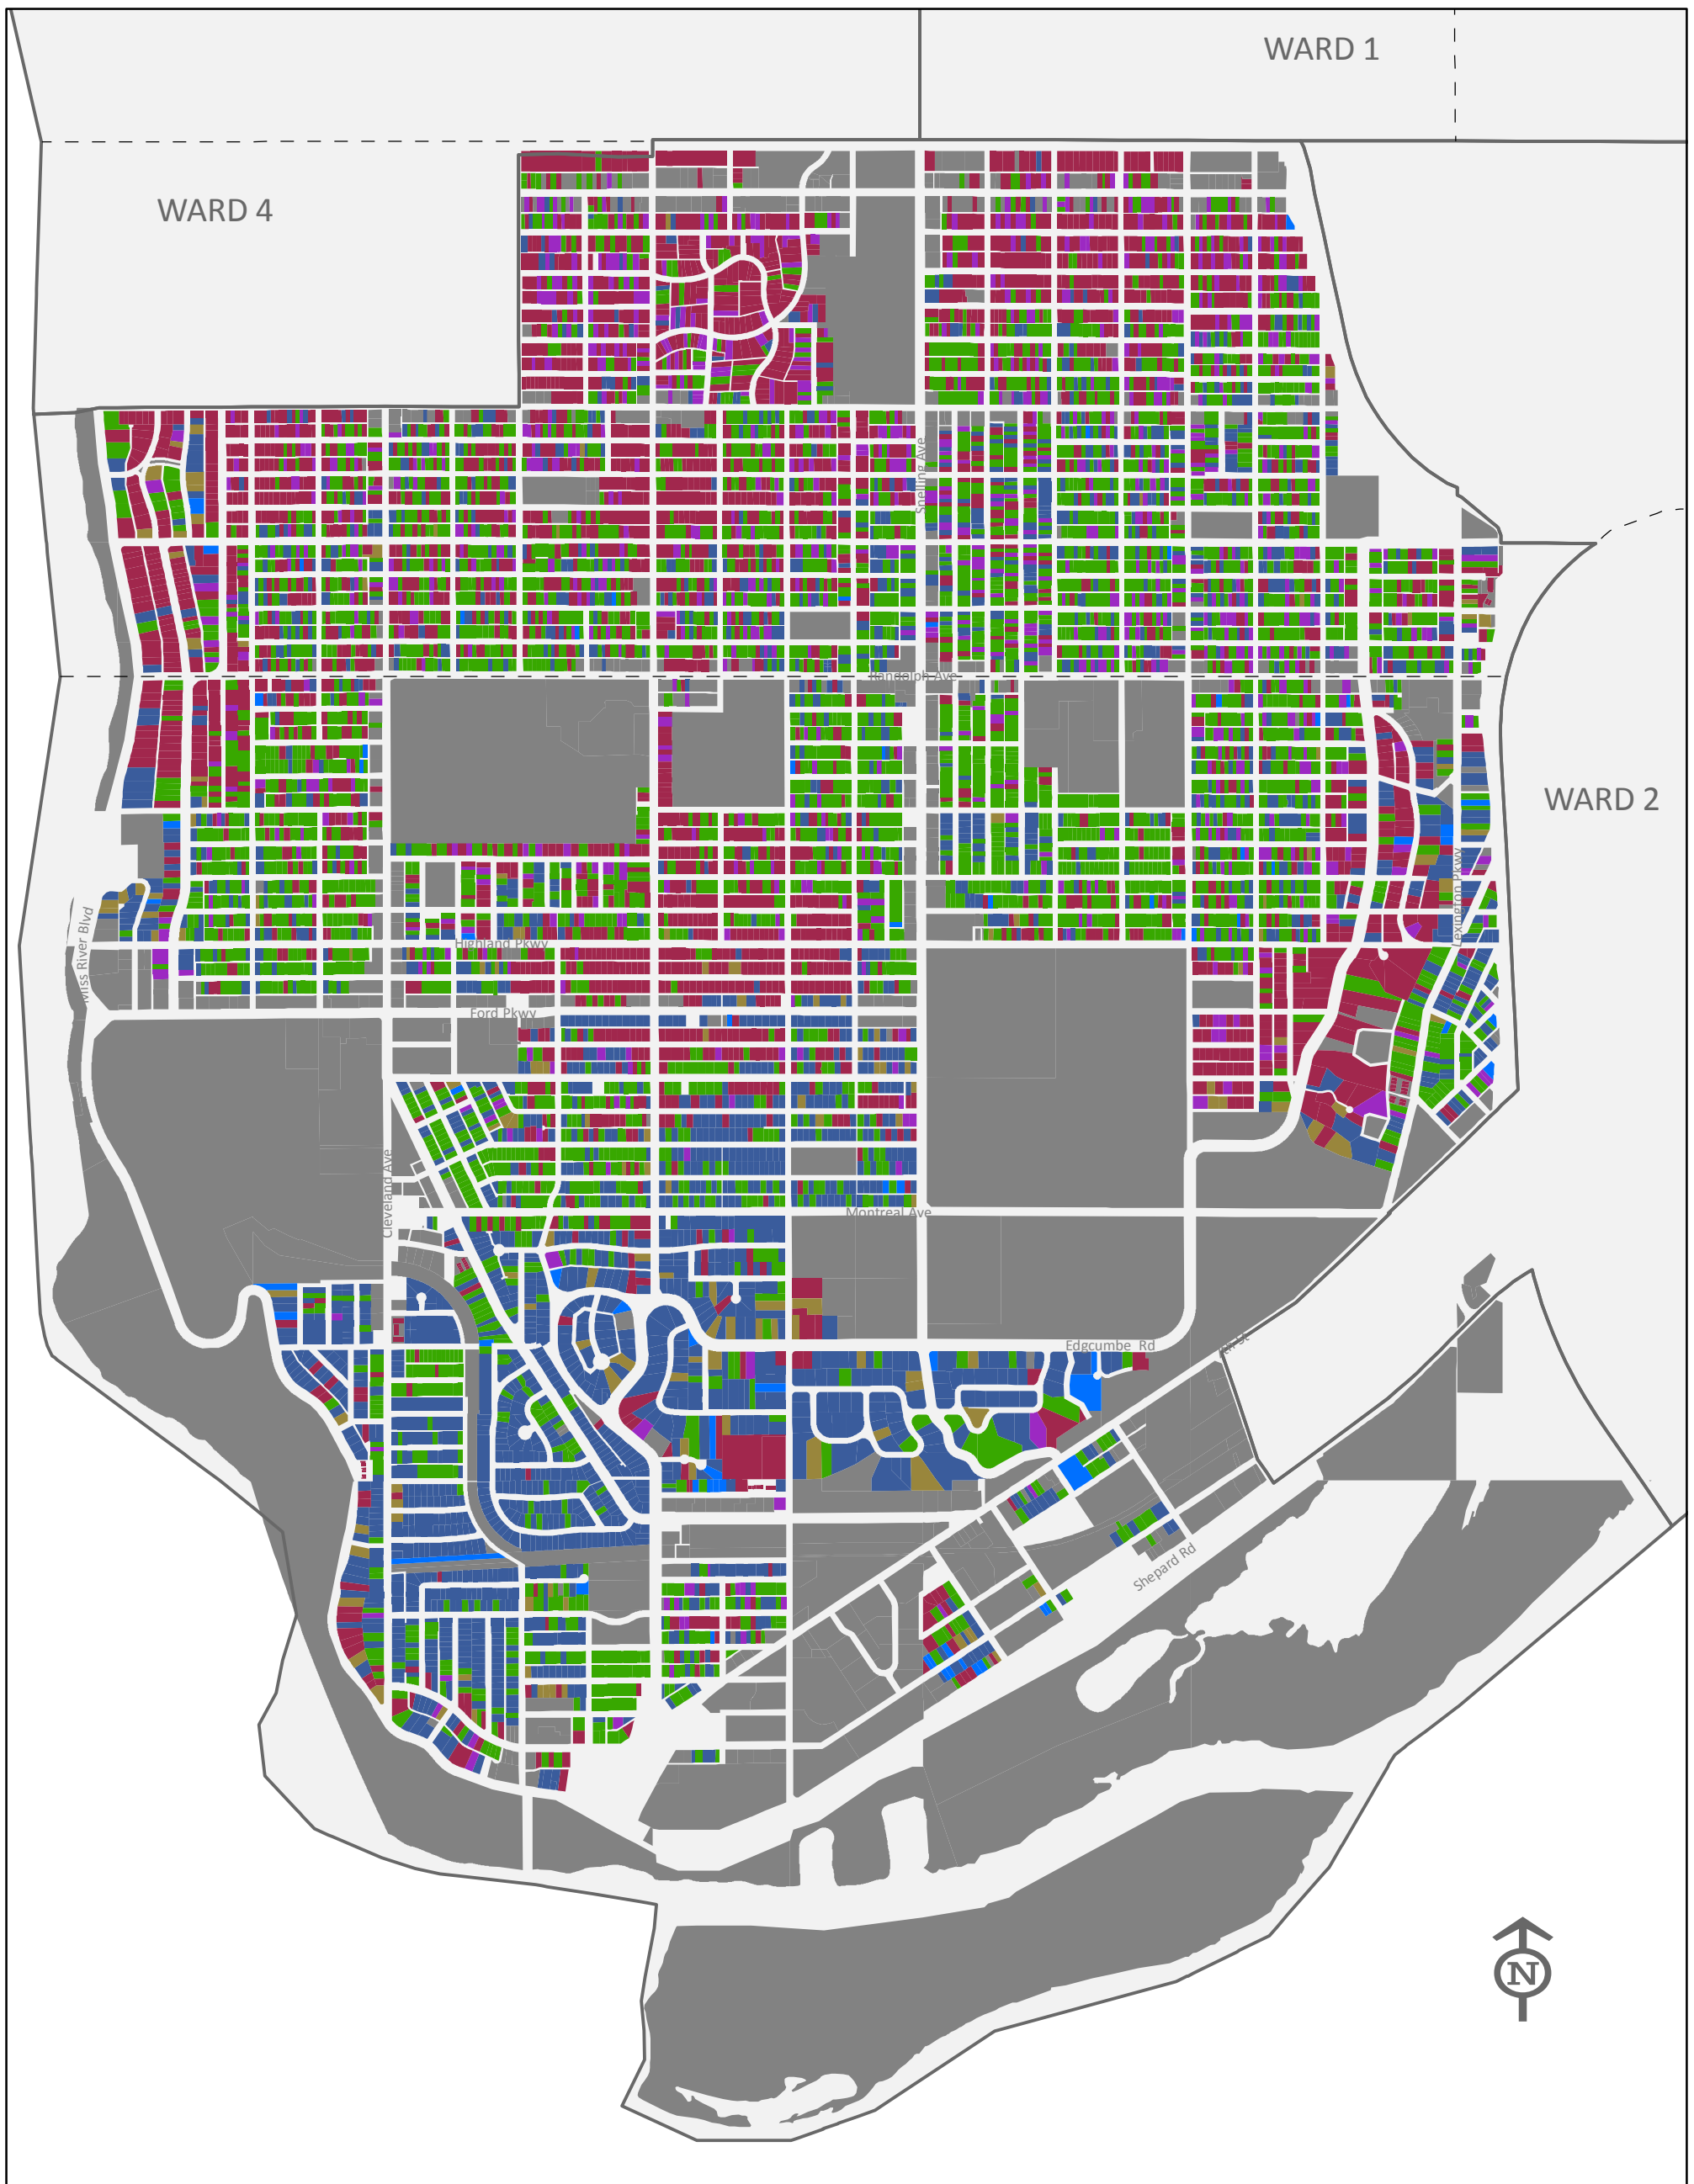 WARD 1
WARD 4
Snelling Ave
Randolph Ave
WARD 2
Lexington Pkwy
Miss River Blvd
Highland Pkwy
Ford Pkwy
Cleveland Ave
Montreal Ave
Edgcumbe Rd
Shepard Rd
N